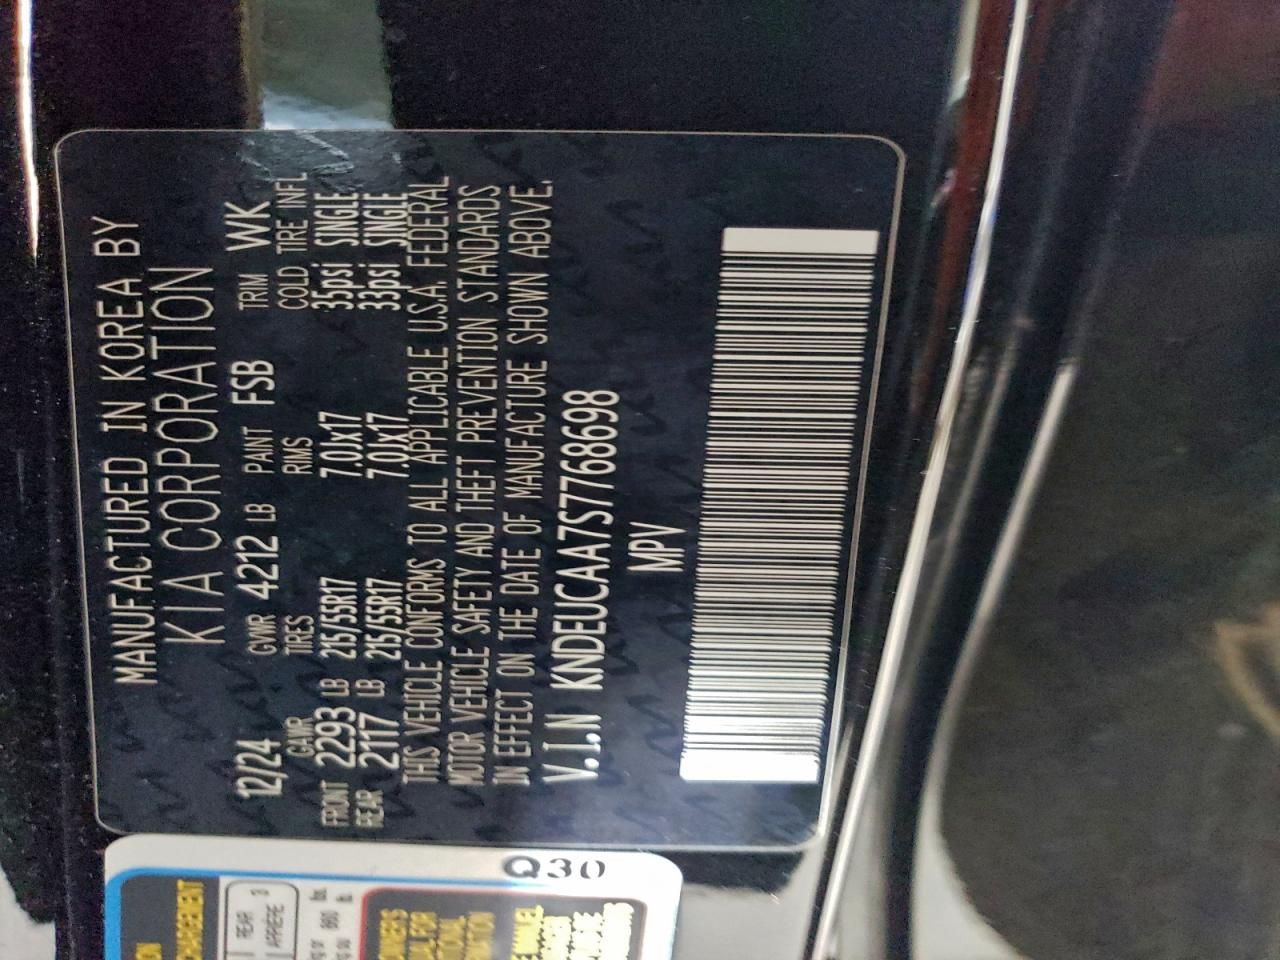 MANUFACTURED IN KOREA BY
KIA CORPORATION
12/24 GVWR 4212 LB PAINT FSB TRIM WK
GAWR TIRES RIMS COLD TIRE INFL
FRONT 2293 LB 215/55R17 7.0Jx17 35psi SINGLE
REAR 2117 LB 215/55R17 7.0Jx17 33psi SINGLE
THIS VEHICLE CONFORMS TO ALL APPLICABLE U.S.A. FEDERAL
MOTOR VEHICLE SAFETY AND THEFT PREVENTION STANDARDS
IN EFFECT ON THE DATE OF MANUFACTURE SHOWN ABOVE.
V.I.N KNDEUCAA7S7768698
MPV
REAR 3
ARRIÈRE
Q30